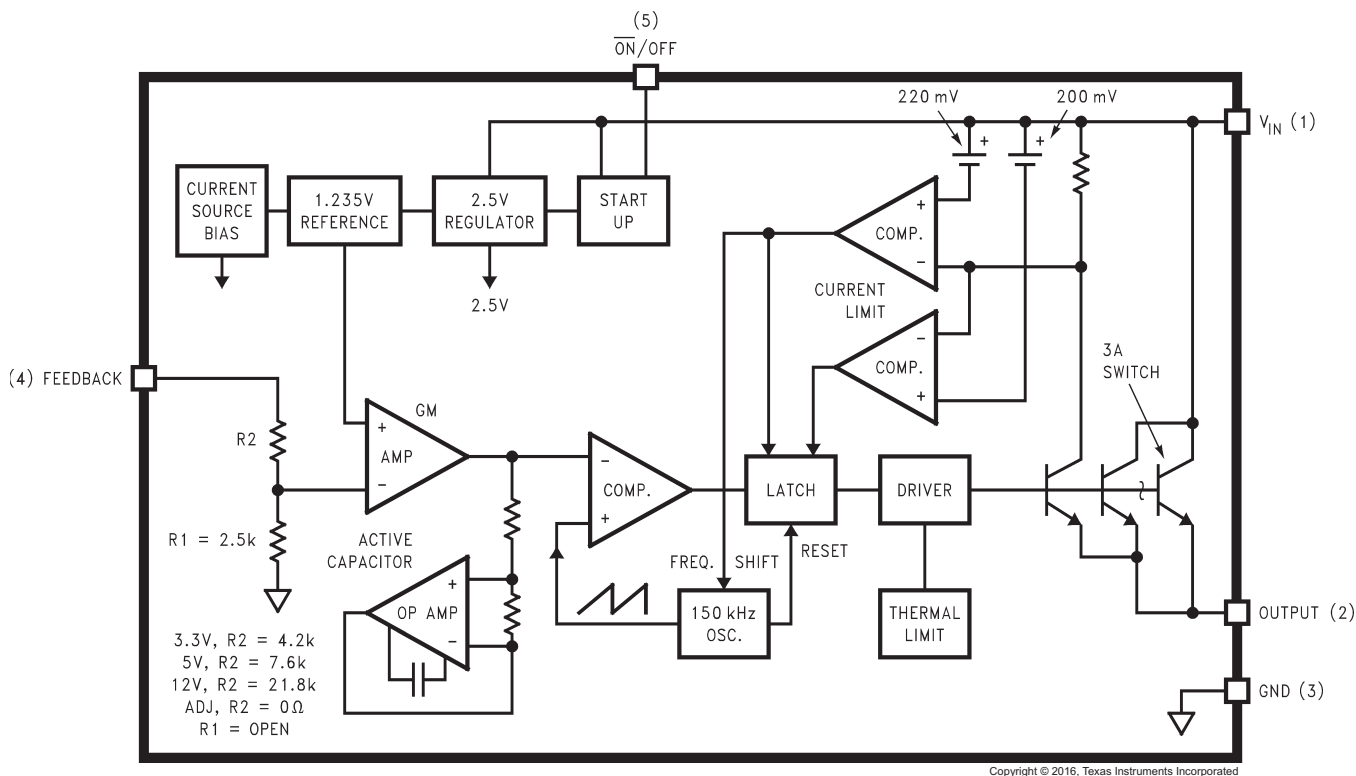 (5)
ON/OFF
220 mV
200 mV
V_IN (1)
CURRENT
SOURCE
BIAS
1.235V
REFERENCE
2.5V
REGULATOR
START
UP
+
+
+
COMP.
−
2.5V
CURRENT
LIMIT
−
COMP.
+
3A
SWITCH
(4) FEEDBACK
GM
R2
+
AMP
−
−
COMP.
+
LATCH
DRIVER
R1 = 2.5k
ACTIVE
CAPACITOR
FREQ. SHIFT
RESET
+
OP AMP
−
150 kHz
OSC.
THERMAL
LIMIT
OUTPUT (2)
3.3V, R2 = 4.2k
5V, R2 = 7.6k
12V, R2 = 21.8k
ADJ, R2 = 0Ω
R1 = OPEN
GND (3)
Copyright © 2016, Texas Instruments Incorporated